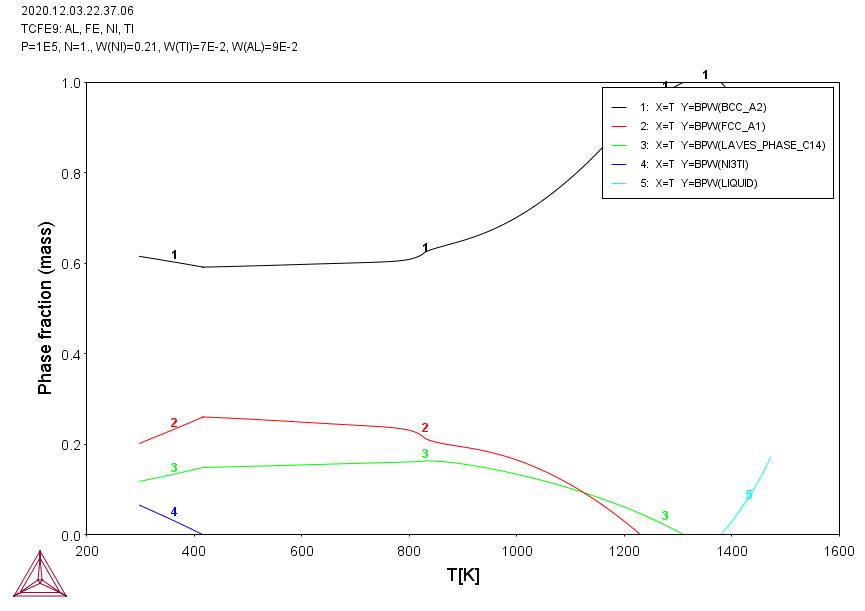 2020.12.03.22.37.06
TCFE9: AL, FE, NI, TI
P=1E5, N=1., W(NI)=0.21, W(TI)=7E-2, W(AL)=9E-2
1 1
1.0
1: X=T Y=BPW(BCC_A2)
2: X=T Y=BPW(FCC_A1)
3: X=T Y=BPW(LAVES_PHASE_C14)
4: X=T Y=BPW(NI3TI)
5: X=T Y=BPW(LIQUID)
0.8
Phase fraction (mass)
1 1
0.6
0.4
2 2
0.2
3 3
4 3 5
0.0
200 400 600 800 1000 1200 1400 1600
T[K]